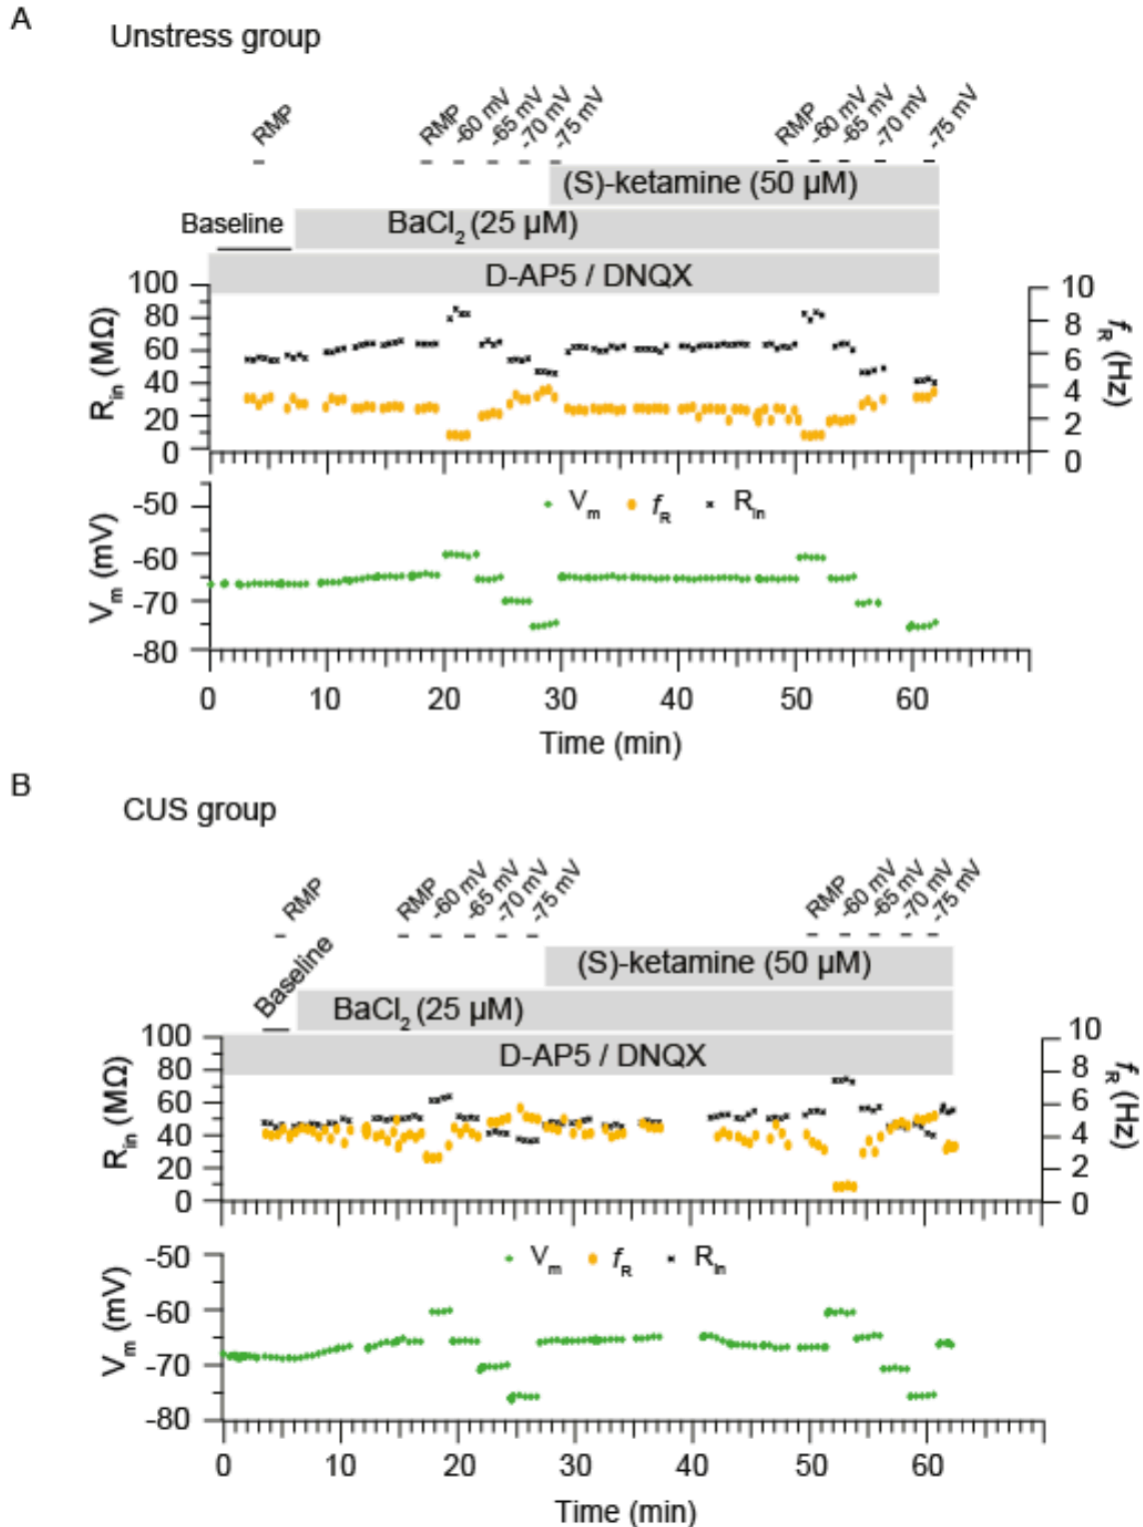 A
Unstress group
RMP RMP -60 mV -65 mV -70 mV -75 mV RMP -60 mV -65 mV -70 mV -75 mV
(S)-ketamine (50 µM)
Baseline BaCl2 (25 µM)
D-AP5 / DNQX
100 10
80 8
60 6
40 4
20 2
0 0
Rin (MΩ)
fR (Hz)
Vm fR Rin
-50
-60
-70
-80
Vm (mV)
0 10 20 30 40 50 60
Time (min)
B
CUS group
RMP RMP -60 mV -65 mV -70 mV -75 mV RMP -60 mV -65 mV -70 mV -75 mV
(S)-ketamine (50 µM)
Baseline BaCl2 (25 µM)
D-AP5 / DNQX
100 10
80 8
60 6
40 4
20 2
0 0
Rin (MΩ)
fR (Hz)
Vm fR Rin
-50
-60
-70
-80
Vm (mV)
0 10 20 30 40 50 60
Time (min)